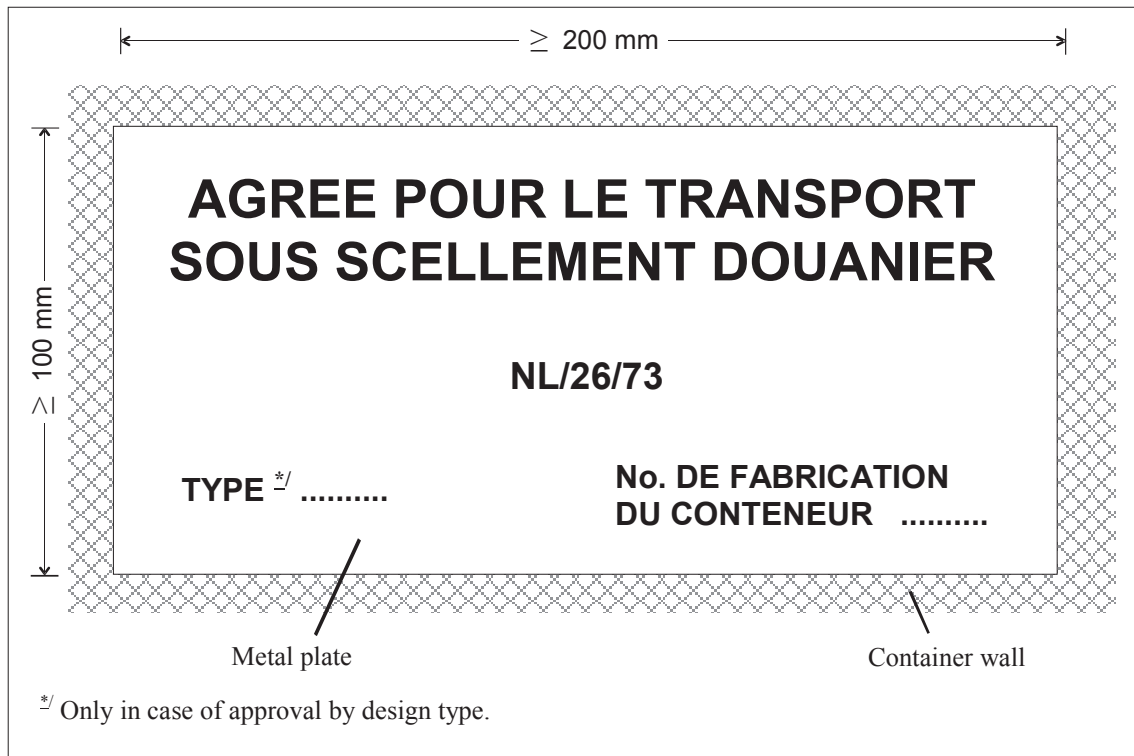 ≥ 200 mm
≥ 100 mm
AGREE POUR LE TRANSPORT
SOUS SCELLEMENT DOUANIER
NL/26/73
TYPE */ ..........
No. DE FABRICATION
DU CONTENEUR ..........
Metal plate
Container wall
*/ Only in case of approval by design type.